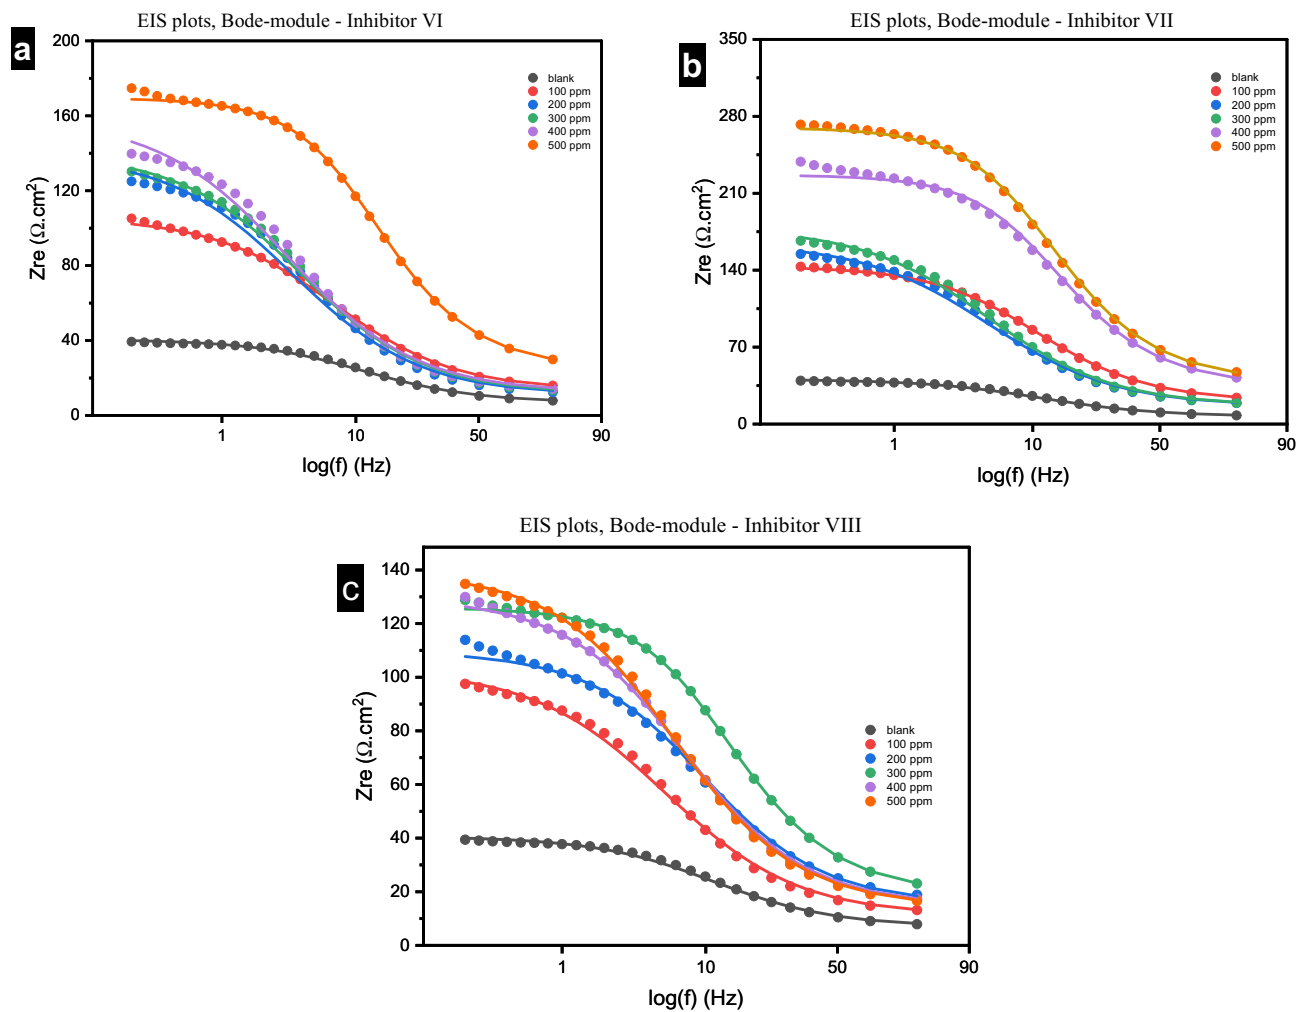 EIS plots, Bode-module - Inhibitor VI
a
200
160
120
80
40
0
Zre (Ω.cm²)
1
10
50
90
log(f) (Hz)
blank
100 ppm
200 ppm
300 ppm
400 ppm
500 ppm
EIS plots, Bode-module - Inhibitor VII
b
350
280
210
140
70
0
Zre (Ω.cm²)
1
10
50
90
log(f) (Hz)
blank
100 ppm
200 ppm
300 ppm
400 ppm
500 ppm
EIS plots, Bode-module - Inhibitor VIII
c
140
120
100
80
60
40
20
0
Zre (Ω.cm²)
1
10
50
90
log(f) (Hz)
blank
100 ppm
200 ppm
300 ppm
400 ppm
500 ppm